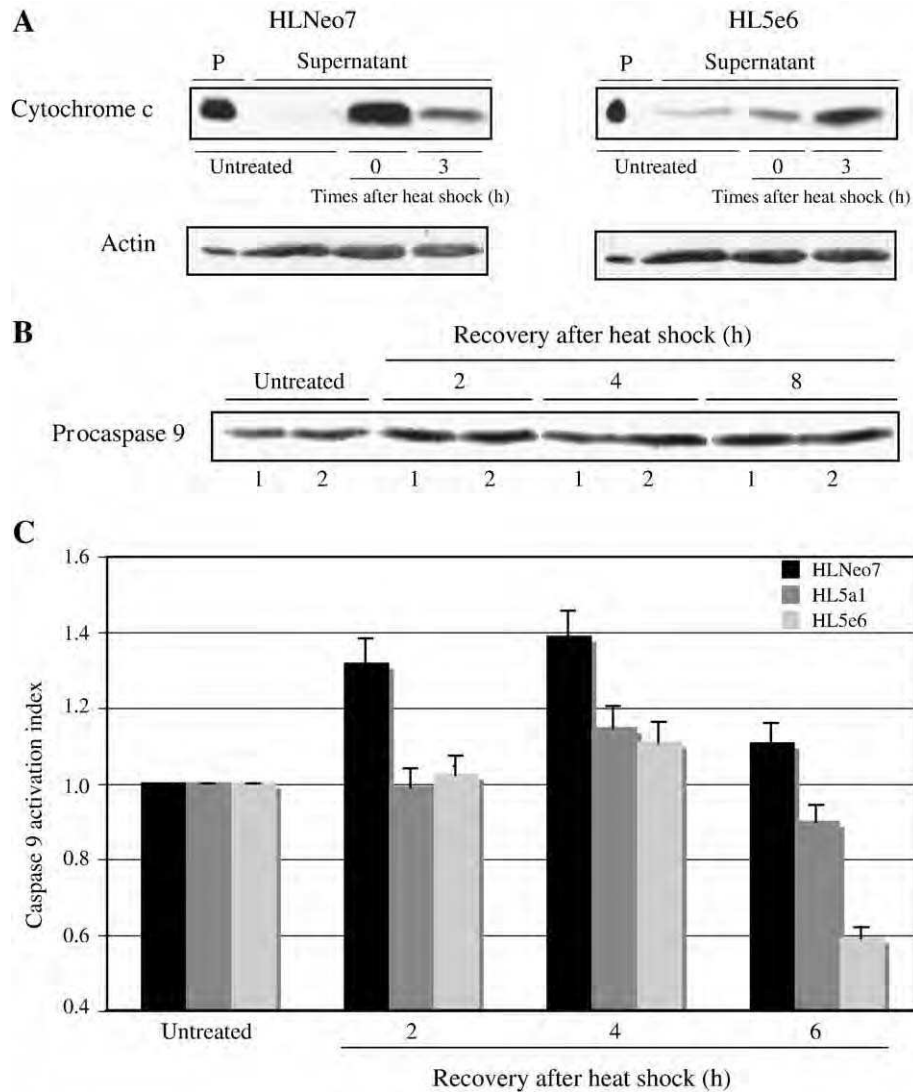 A
HLNeo7
HL5e6
P Supernatant
P Supernatant
Cytochrome c
Untreated 0 3
Times after heat shock (h)
Untreated 0 3
Times after heat shock (h)
Actin
B
Recovery after heat shock (h)
Untreated 2 4 8
Procaspase 9
1 2 1 2 1 2 1 2
C
1.6
1.4
1.2
1.0
0.8
0.6
0.4
Caspase 9 activation index
HLNeo7
HL5a1
HL5e6
Untreated 2 4 6
Recovery after heat shock (h)